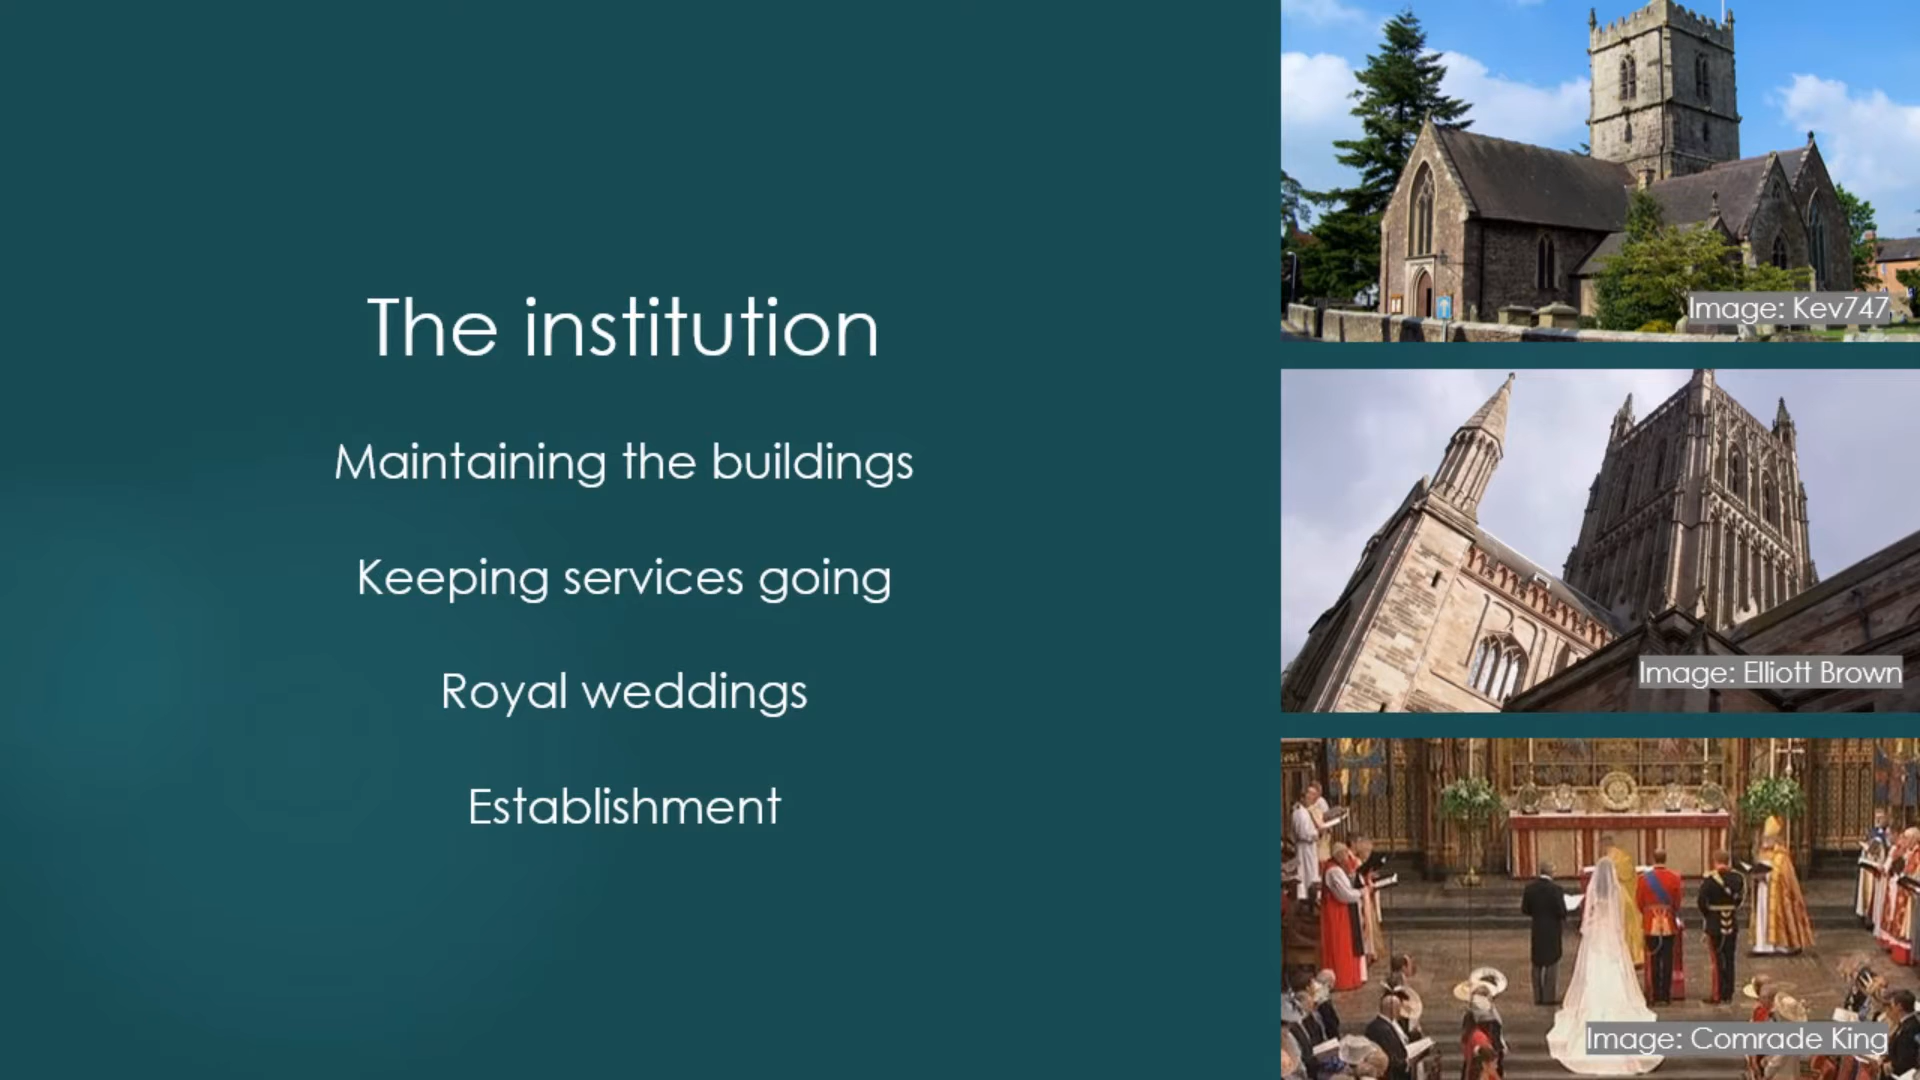 The institution
Maintaining the buildings
Keeping services going
Royal weddings
Establishment
Image: Kev747
Image: Elliott Brown
Image: Comrade King